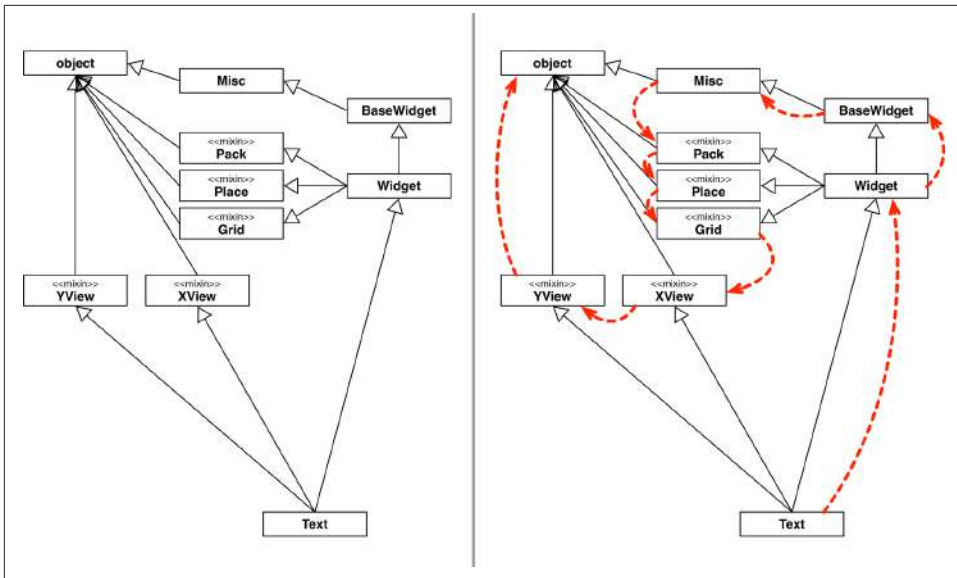 object
Misc
BaseWidget
<<mixin>>
Pack
<<mixin>>
Place
Widget
<<mixin>>
Grid
<<mixin>>
YView
<<mixin>>
XView
Text
object
Misc
BaseWidget
<<mixin>>
Pack
<<mixin>>
Place
Widget
<<mixin>>
Grid
<<mixin>>
YView
<<mixin>>
XView
Text